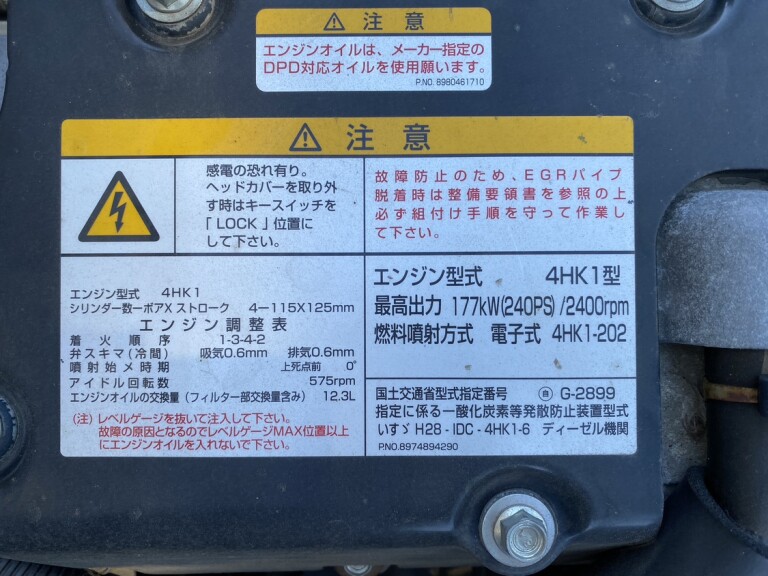 注意
エンジンオイルは、メーカー指定の
DPD対応オイルを使用願います。
P.NO. 8980461710
注意
感電の恐れ有り。
ヘッドカバーを取り外
す時はキースイッチを
「LOCK」位置に
して下さい。
故障防止のため、EGRパイプ
脱着時は整備要領書を参照の上
必ず組付け手順を守って作業し
て下さい。
エンジン型式 4HK1
シリンダー数ーボアXストローク 4ー115X125mm
エンジン調整表
着火順序 1-3-4-2
弁スキマ(冷間) 吸気0.6mm 排気0.6mm
噴射始メ時期 上死点前 0°
アイドル回転数 575rpm
エンジンオイルの交換量(フィルター部交換量含み) 12.3L
(注)レベルゲージを抜いて注入して下さい。
故障の原因となるのでレベルゲージMAX位置以上
にエンジンオイルを入れないで下さい。
エンジン型式 4HK1型
最高出力 177kW(240PS)/2400rpm
燃料噴射方式 電子式 4HK1-202
国土交通省型式指定番号 ㊐ G-2899
指定に係る一酸化炭素等発散防止装置型式
いすゞ H28-IDC-4HK1-6 ディーゼル機関
P.NO. 8974894290